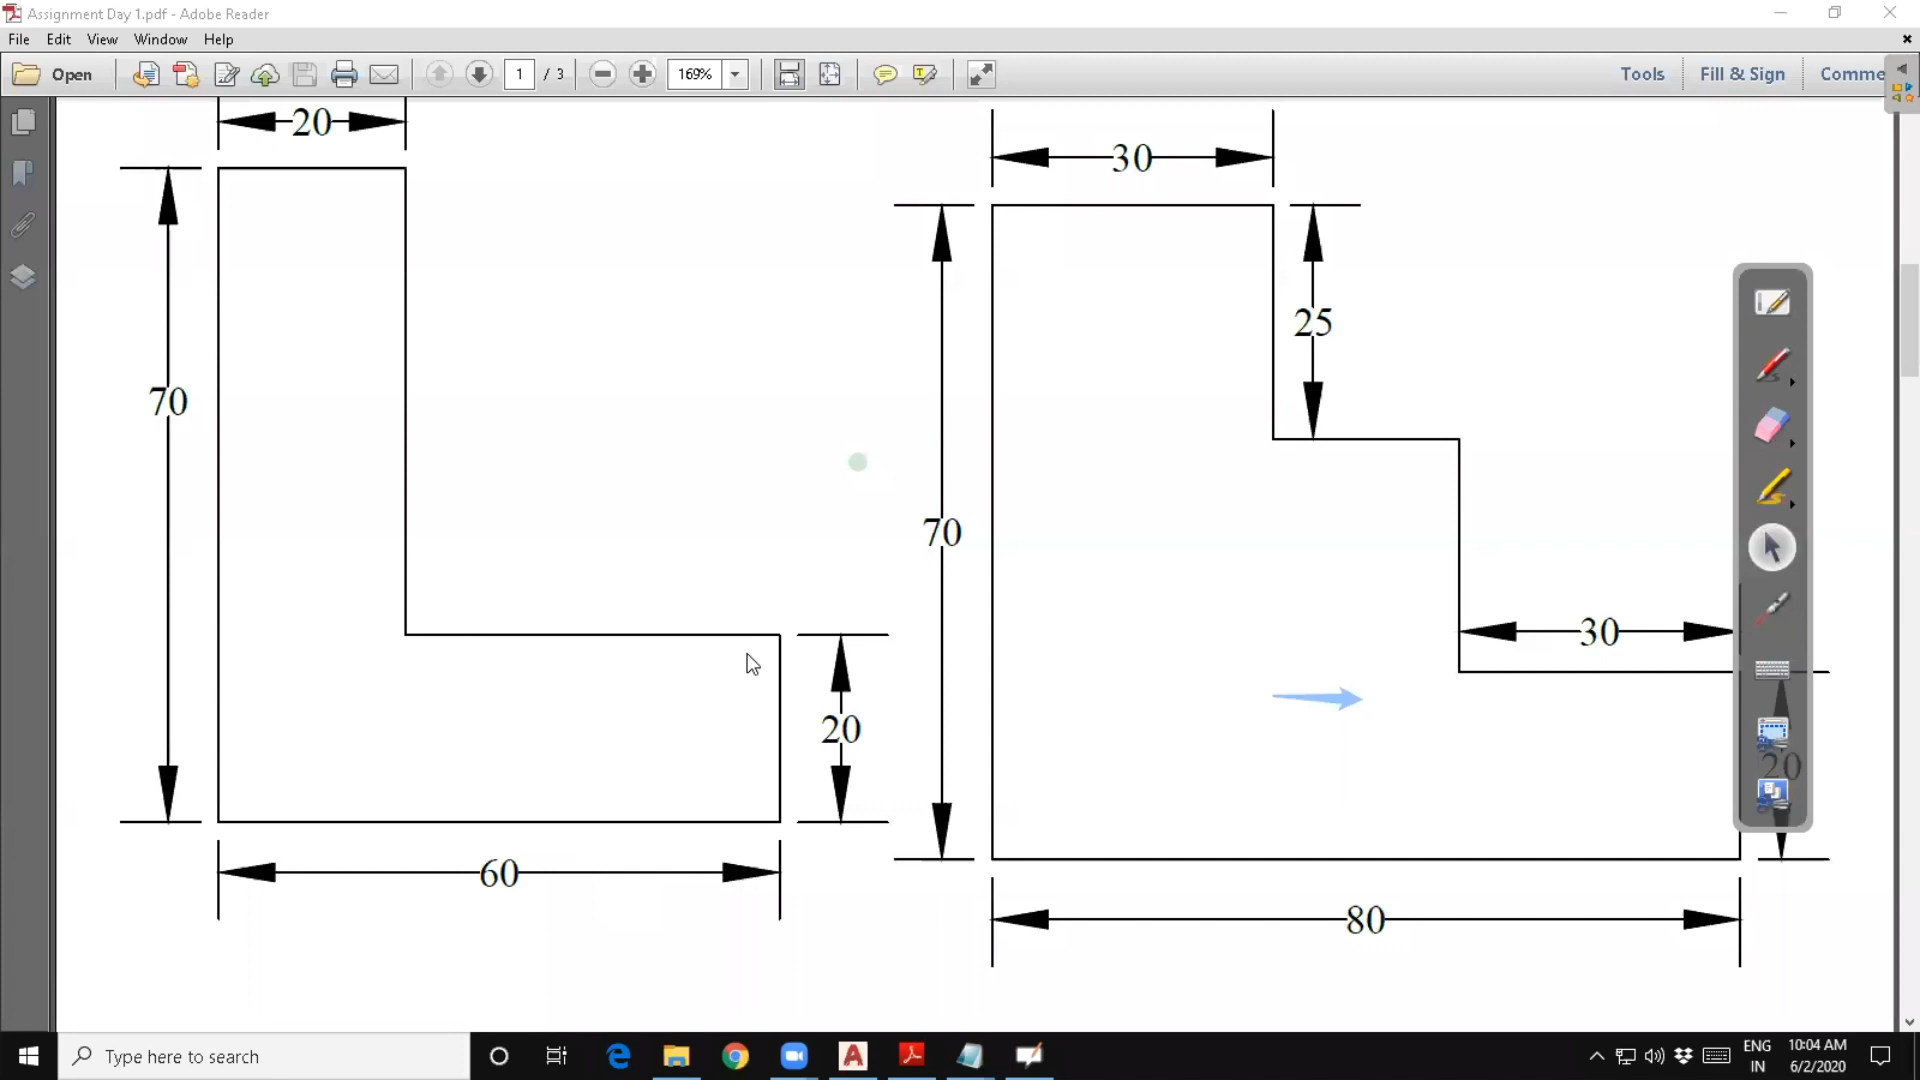 Assignment Day 1.pdf - Adobe Reader
File Edit View Window Help
Open 1 / 3 169% Tools Fill & Sign Comme
20
30
70
25
70
30
20
20
60
80
Type here to search
ENG
IN
10:04 AM
6/2/2020